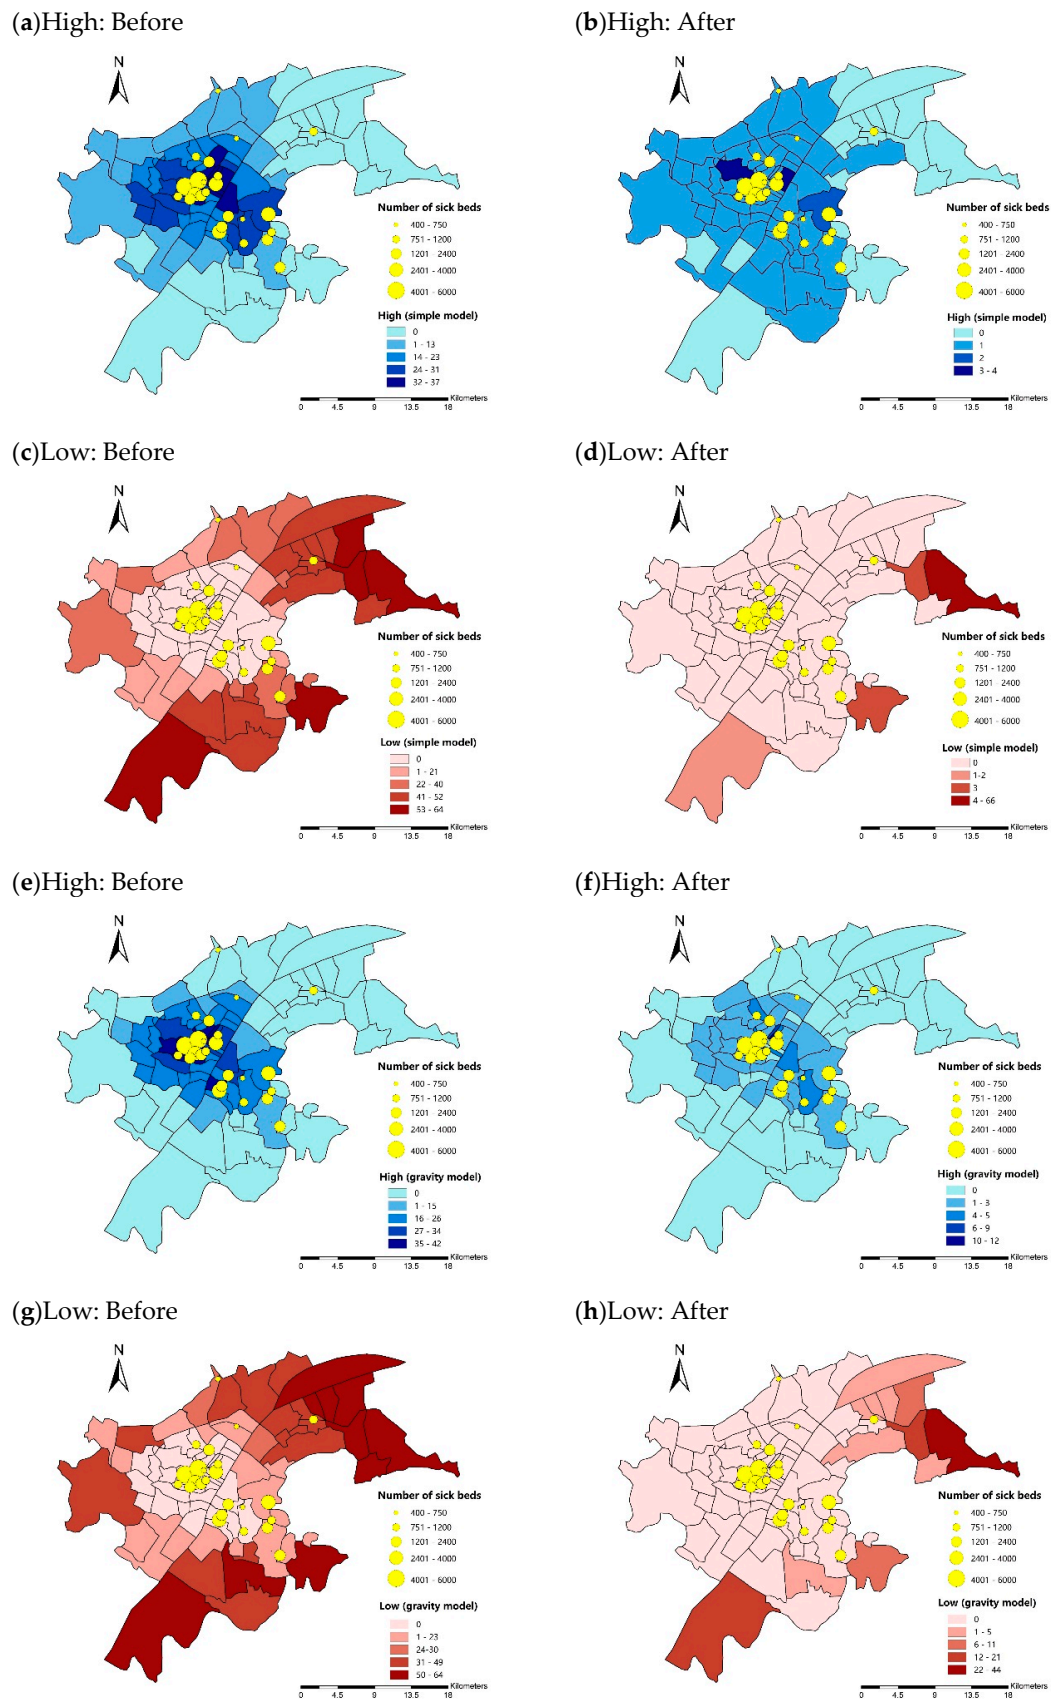 (a)High: Before
(b)High: After
N
N
Number of sick beds
400 - 750
751 - 1200
1201 - 2400
2401 - 4000
4001 - 6000
High (simple model)
0
1 - 13
14 - 23
24 - 31
32 - 37
Kilometers
0 4.5 9 13.5 18
Number of sick beds
400 - 750
751 - 1200
1201 - 2400
2401 - 4000
4001 - 6000
High (simple model)
0
1
2
3 - 4
Kilometers
0 4.5 9 13.5 18
(c)Low: Before
(d)Low: After
N
N
Number of sick beds
400 - 750
751 - 1200
1201 - 2400
2401 - 4000
4001 - 6000
Low (simple model)
0
1 - 21
22 - 40
41 - 52
53 - 64
Kilometers
0 4.5 9 13.5 18
Number of sick beds
400 - 750
751 - 1200
1201 - 2400
2401 - 4000
4001 - 6000
Low (simple model)
0
1-2
3
4 - 66
Kilometers
0 4.5 9 13.5 18
(e)High: Before
(f)High: After
N
N
Number of sick beds
400 - 750
751 - 1200
1201 - 2400
2401 - 4000
4001 - 6000
High (gravity model)
0
1 - 15
16 - 26
27 - 34
35 - 42
Kilometers
0 4.5 9 13.5 18
Number of sick beds
400 - 750
751 - 1200
1201 - 2400
2401 - 4000
4001 - 6000
High (gravity model)
0
1 - 3
4 - 5
6 - 9
10 - 12
Kilometers
0 4.5 9 13.5 18
(g)Low: Before
(h)Low: After
N
N
Number of sick beds
400 - 750
751 - 1200
1201 - 2400
2401 - 4000
4001 - 6000
Low (gravity model)
0
1 - 23
24-30
31 - 49
50 - 64
Kilometers
0 4.5 9 13.5 18
Number of sick beds
400 - 750
751 - 1200
1201 - 2400
2401 - 4000
4001 - 6000
Low (gravity model)
0
1 - 5
6 - 11
12 - 21
22 - 44
Kilometers
0 4.5 9 13.5 18